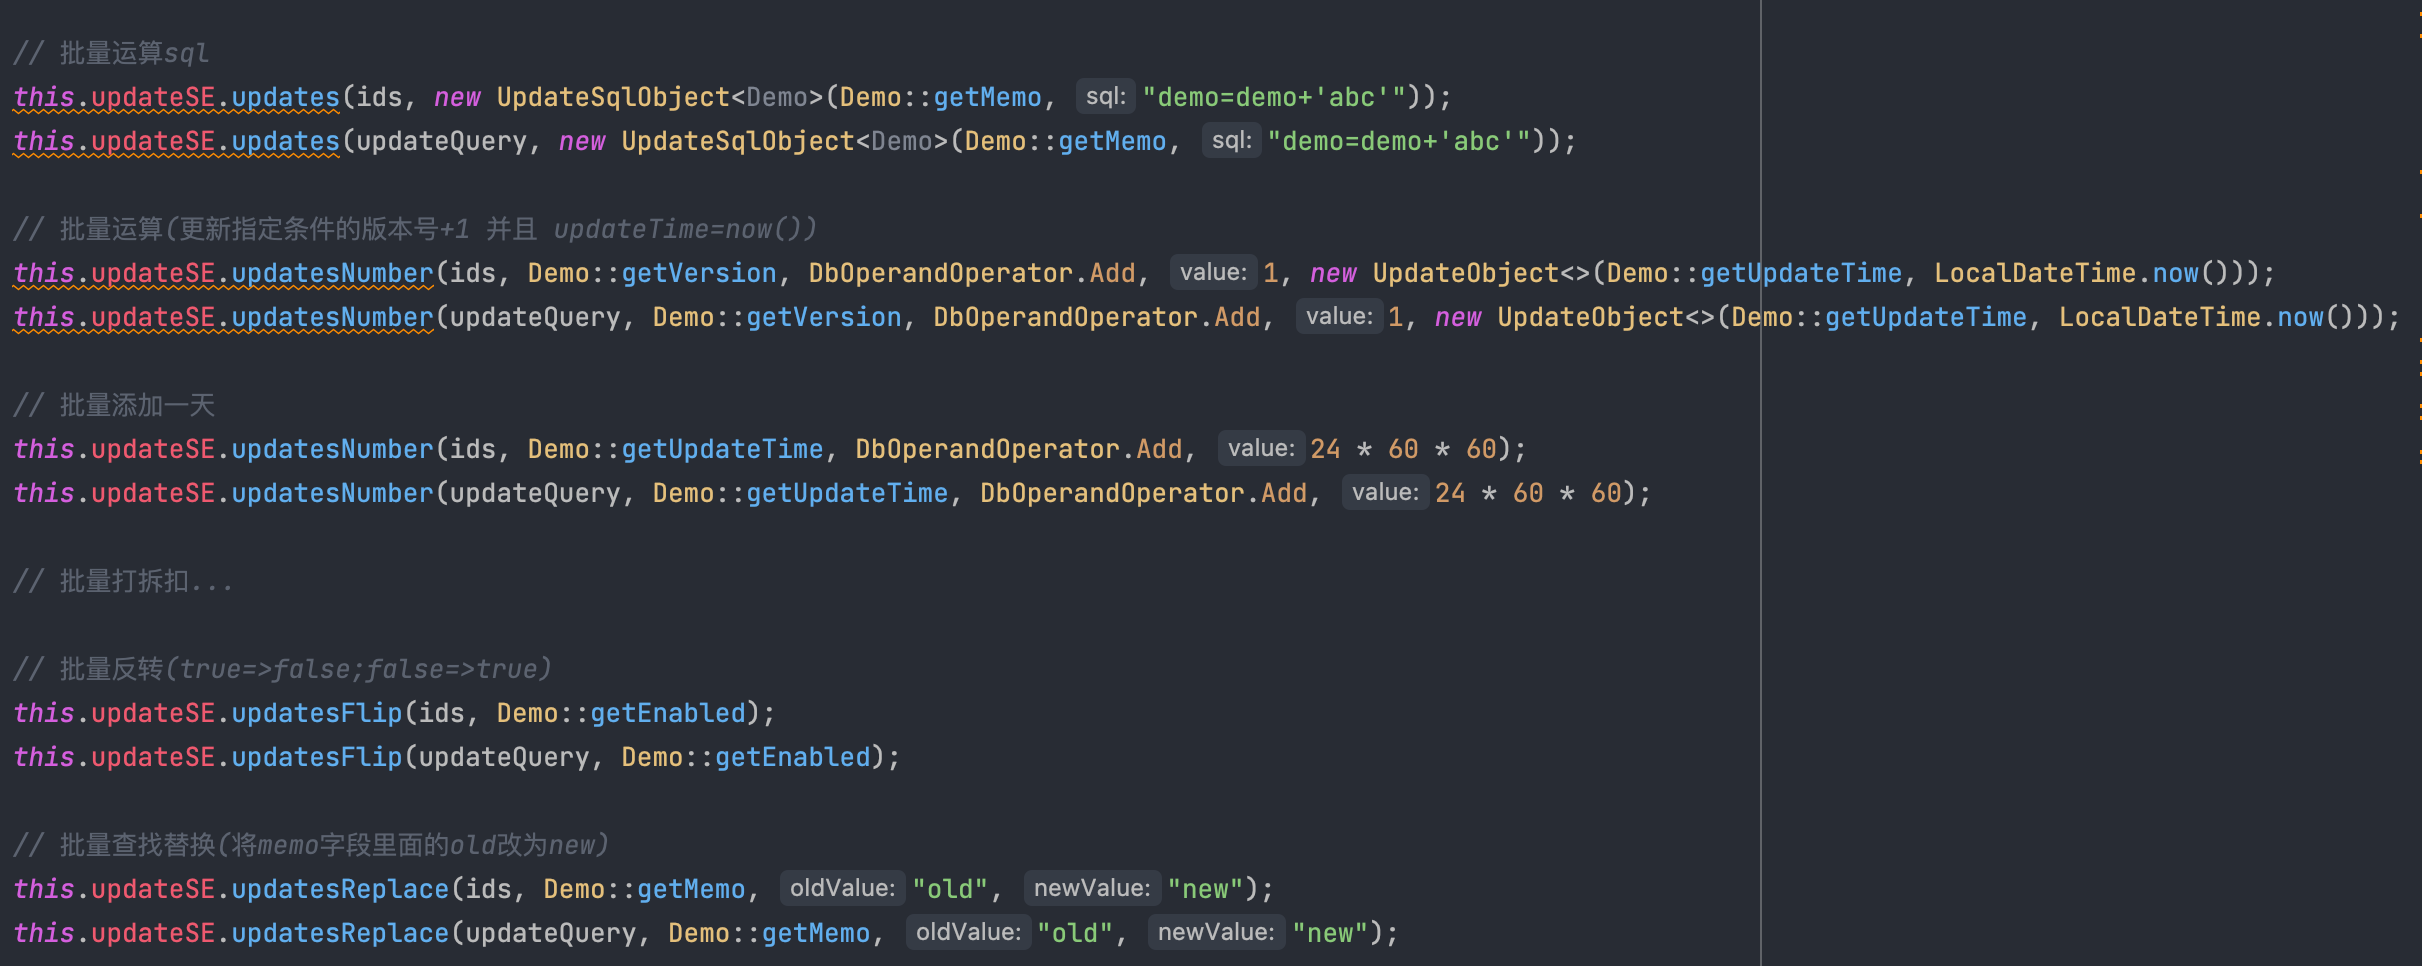 // 批量运算sql
this.updateSE.updates(ids, new UpdateSqlObject<Demo>(Demo::getMemo, sql: "demo=demo+'abc'"));
this.updateSE.updates(updateQuery, new UpdateSqlObject<Demo>(Demo::getMemo, sql: "demo=demo+'abc'"));
// 批量运算(更新指定条件的版本号+1 并且 updateTime=now())
this.updateSE.updatesNumber(ids, Demo::getVersion, DbOperandOperator.Add, value: 1, new UpdateObject<>(Demo::getUpdateTime, LocalDateTime.now()));
this.updateSE.updatesNumber(updateQuery, Demo::getVersion, DbOperandOperator.Add, value: 1, new UpdateObject<>(Demo::getUpdateTime, LocalDateTime.now()));
// 批量添加一天
this.updateSE.updatesNumber(ids, Demo::getUpdateTime, DbOperandOperator.Add, value: 24 * 60 * 60);
this.updateSE.updatesNumber(updateQuery, Demo::getUpdateTime, DbOperandOperator.Add, value: 24 * 60 * 60);
// 批量打拆扣...
// 批量反转(true=>false;false=>true)
this.updateSE.updatesFlip(ids, Demo::getEnabled);
this.updateSE.updatesFlip(updateQuery, Demo::getEnabled);
// 批量查找替换(将memo字段里面的old改为new)
this.updateSE.updatesReplace(ids, Demo::getMemo, oldValue: "old", newValue: "new");
this.updateSE.updatesReplace(updateQuery, Demo::getMemo, oldValue: "old", newValue: "new");